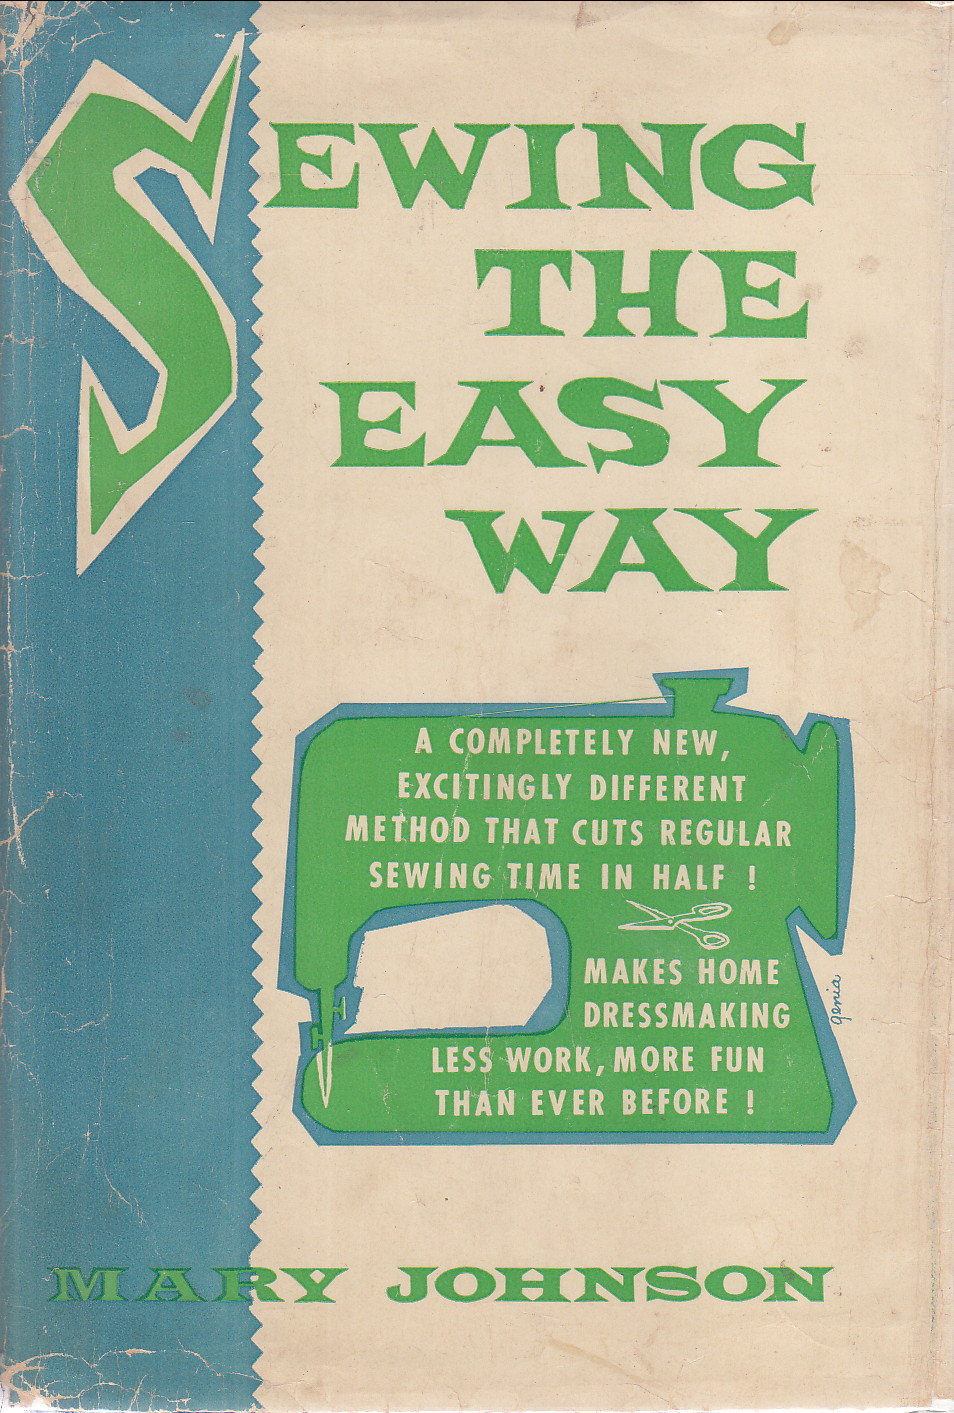 SEWING
THE
EASY
WAY
A COMPLETELY NEW,
EXCITINGLY DIFFERENT
METHOD THAT CUTS REGULAR
SEWING TIME IN HALF !
MAKES HOME
DRESSMAKING
LESS WORK, MORE FUN
THAN EVER BEFORE !
genia
MARY JOHNSON